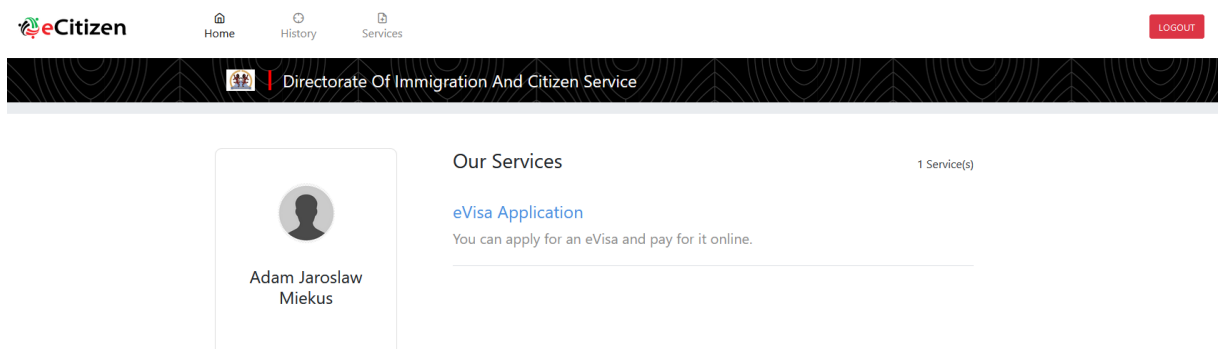 eCitizen
Home
History
Services
LOGOUT
Directorate Of Immigration And Citizen Service
Our Services
1 Service(s)
eVisa Application
You can apply for an eVisa and pay for it online.
Adam Jaroslaw
Miekus